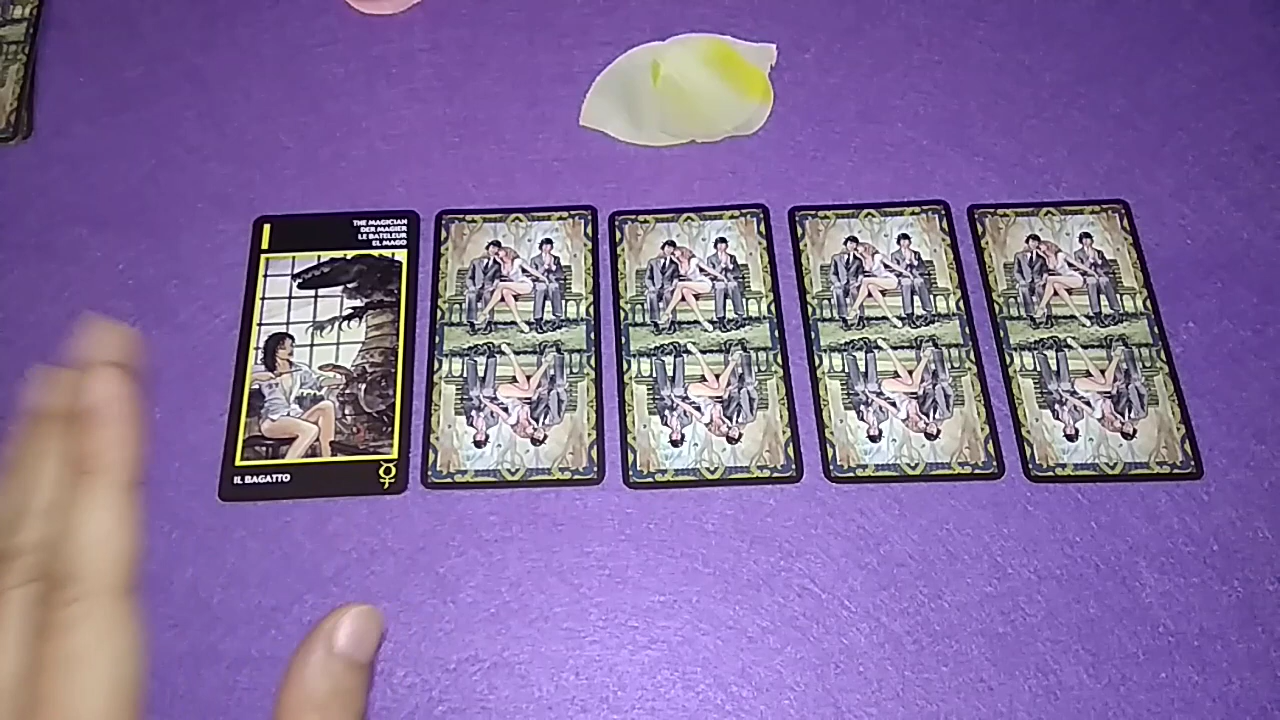 I
THE MAGICIAN
DER MAGIER
LE BATELEUR
EL MAGO
IL BAGATTO